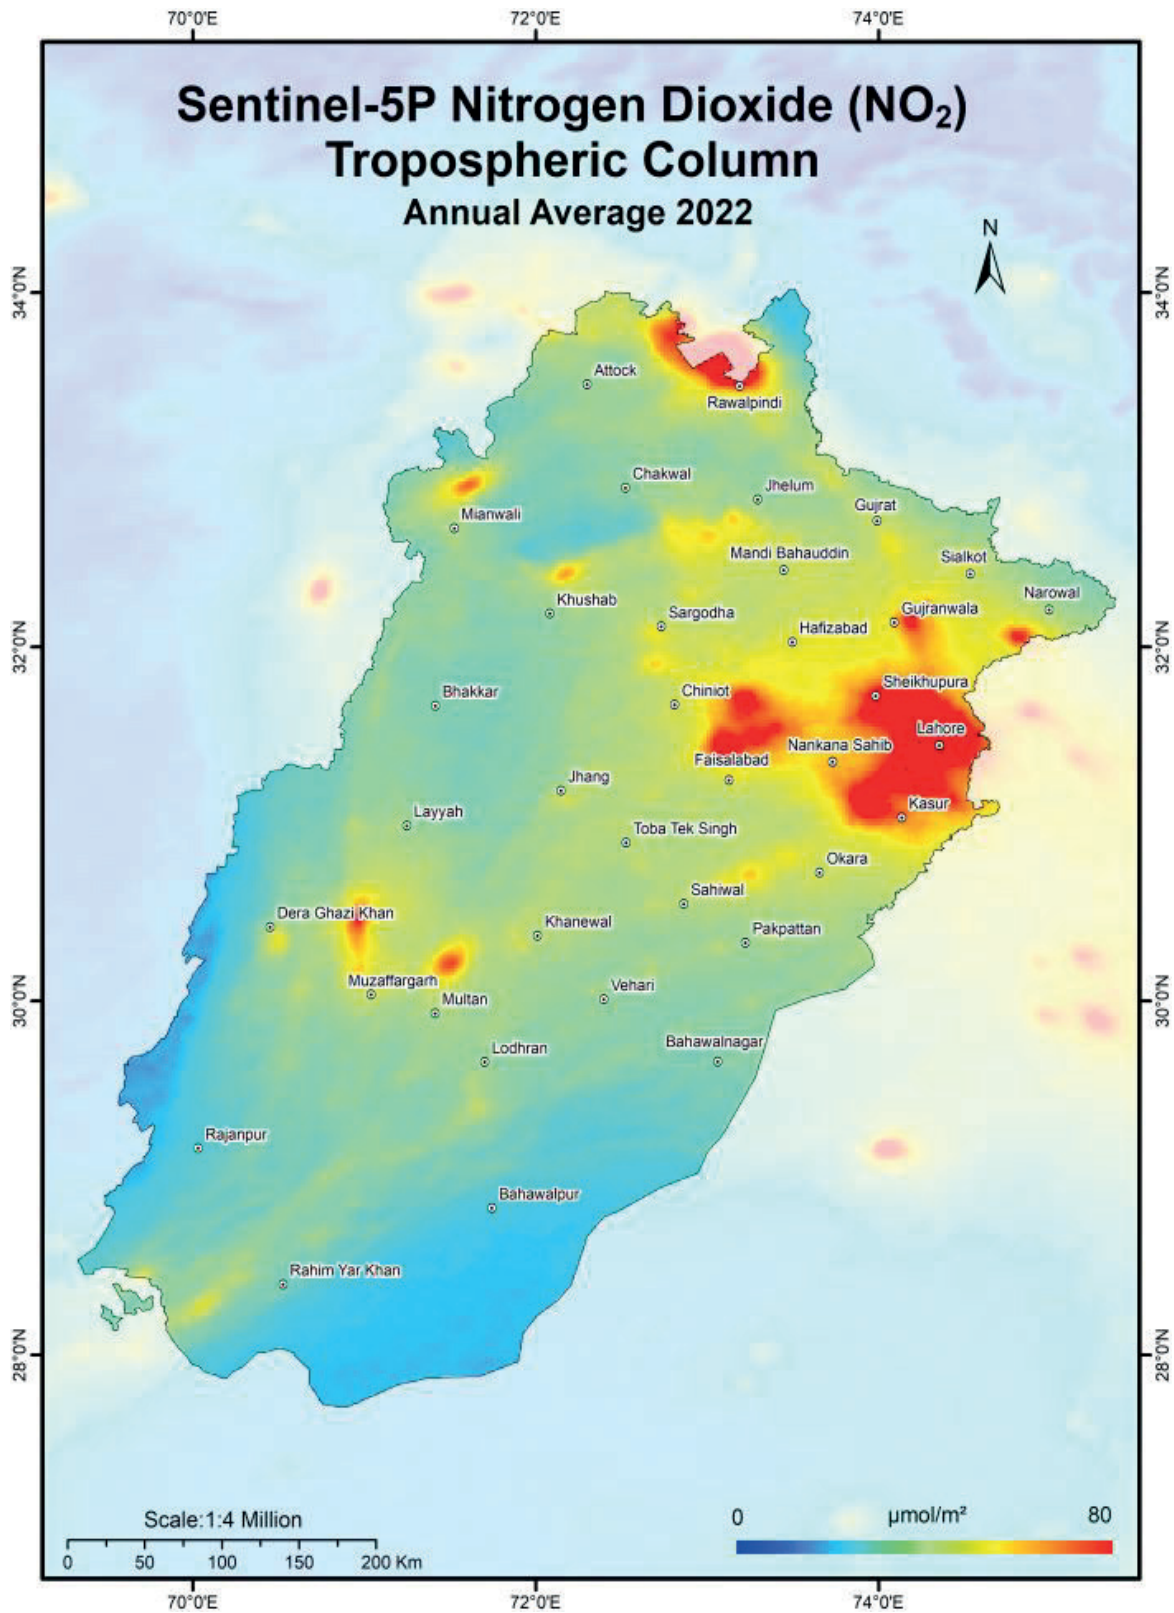 70°0'E 72°0'E 74°0'E
Sentinel-5P Nitrogen Dioxide (NO₂)
Tropospheric Column
Annual Average 2022
N
34°0'N 34°0'N
Attock
Rawalpindi
Chakwal
Jhelum
Gujrat
Mianwali
Mandi Bahauddin
Sialkot
Khushab
Narowal
Sargodha
Gujranwala
Hafizabad
32°0'N 32°0'N
Sheikhupura
Bhakkar
Chiniot
Lahore
Nankana Sahib
Faisalabad
Jhang
Kasur
Layyah
Toba Tek Singh
Okara
Sahiwal
Dera Ghazi Khan
Khanewal
Pakpattan
Muzaffargarh
Vehari
Multan
30°0'N 30°0'N
Bahawalnagar
Lodhran
Rajanpur
Bahawalpur
Rahim Yar Khan
28°0'N 28°0'N
Scale:1:4 Million
0 50 100 150 200 Km
0 µmol/m² 80
70°0'E 72°0'E 74°0'E